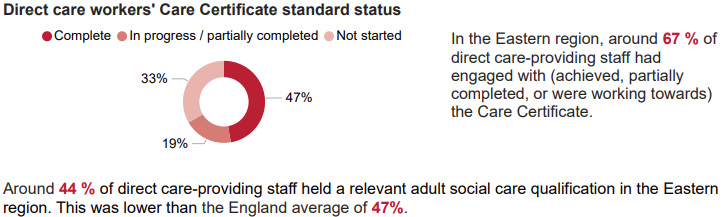 Direct care workers' Care Certificate standard status
Complete In progress / partially completed Not started
33%
47%
19%
In the Eastern region, around 67 % of
direct care-providing staff had
engaged with (achieved, partially
completed, or were working towards)
the Care Certificate.
Around 44 % of direct care-providing staff held a relevant adult social care qualification in the Eastern
region. This was lower than the England average of 47%.